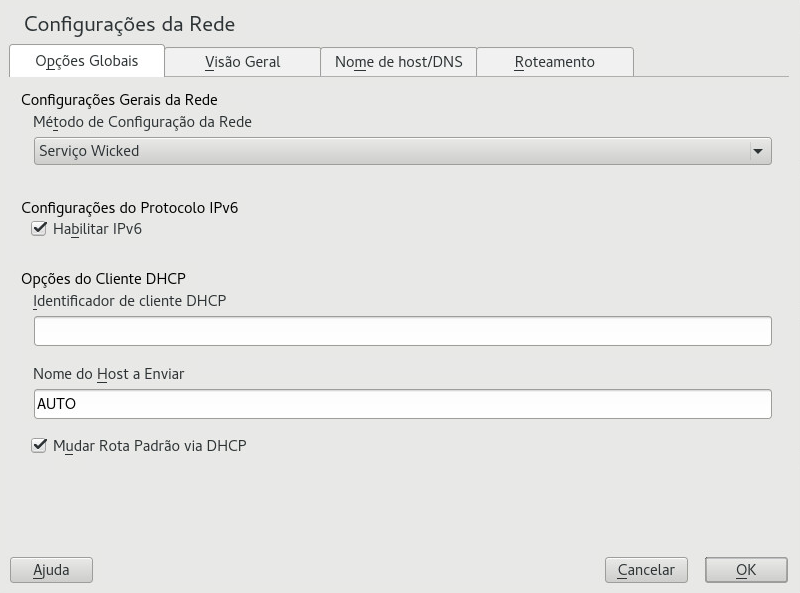 Configurações da Rede
Opções Globais
Visão Geral
Nome de host/DNS
Roteamento
Configurações Gerais da Rede
Método de Configuração da Rede
Serviço Wicked
Configurações do Protocolo IPv6
Habilitar IPv6
Opções do Cliente DHCP
Identificador de cliente DHCP
Nome do Host a Enviar
AUTO
Mudar Rota Padrão via DHCP
Ajuda
Cancelar
OK